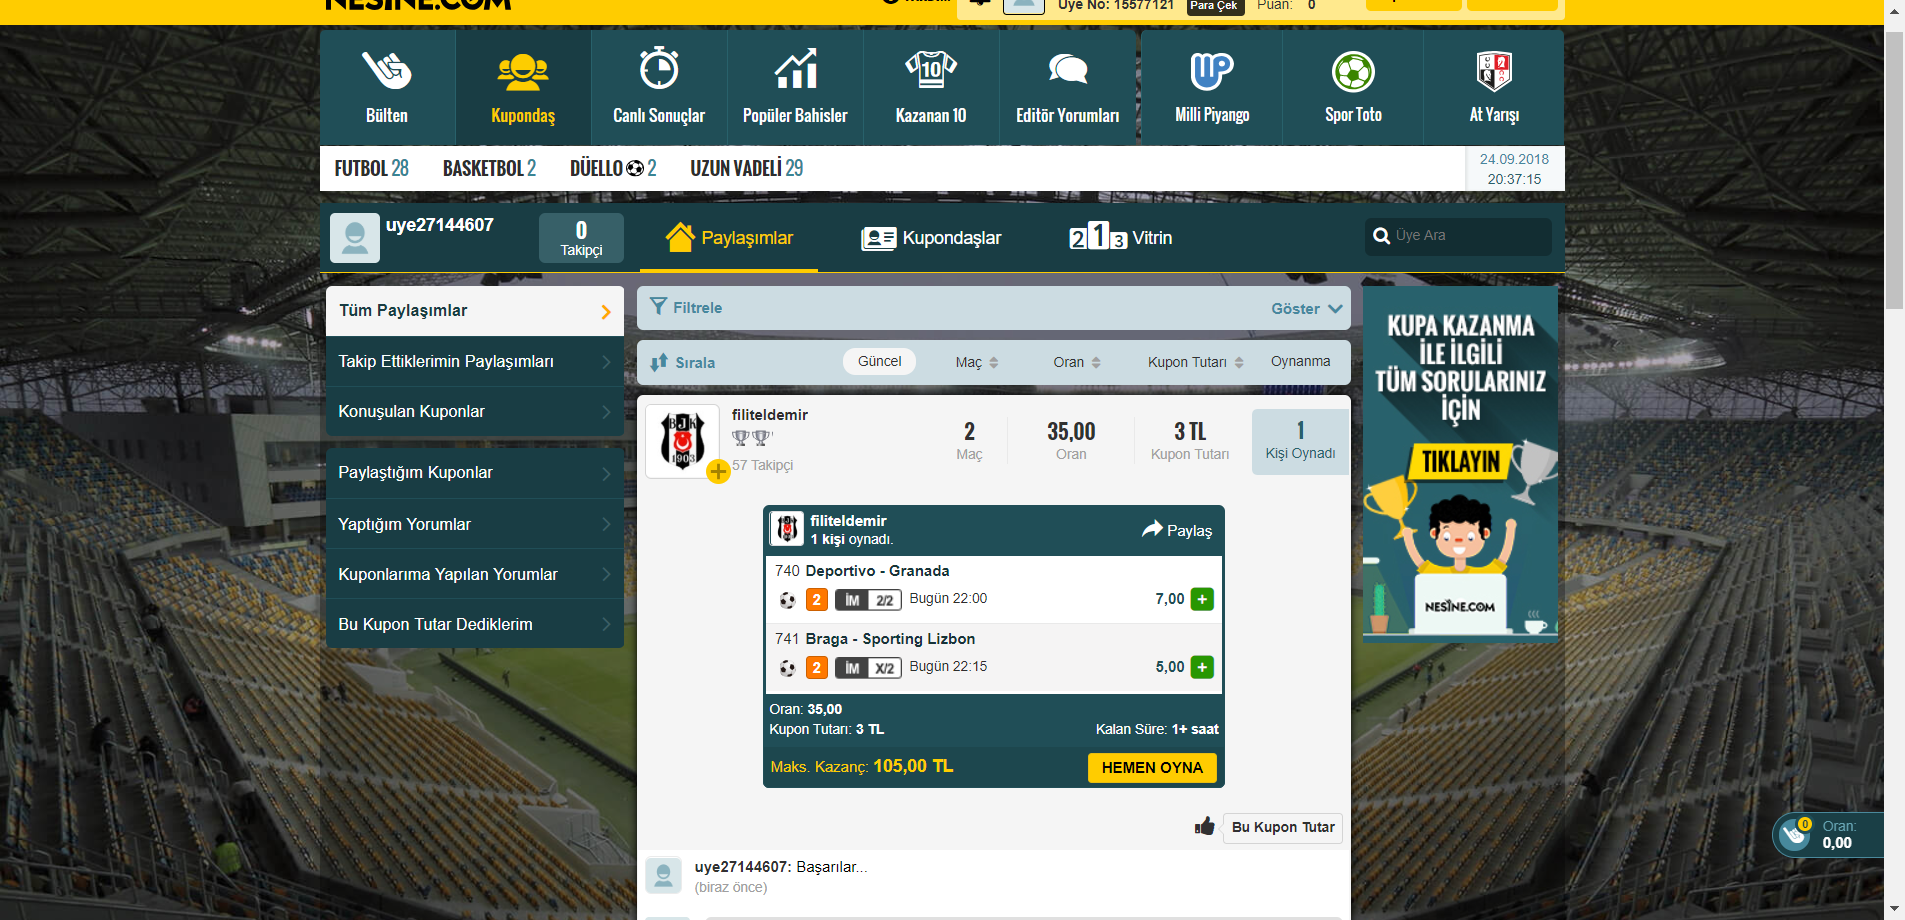 NESINE.COM
Üye No: 15577121
Para Çek
Puan: 0
Bülten
Kupondaş
Canlı Sonuçlar
Popüler Bahisler
10
Kazanan 10
Editör Yorumları
Milli Piyango
Spor Toto
At Yarışı
FUTBOL 28
BASKETBOL 2
DÜELLO 2
UZUN VADELİ 29
24.09.2018
20:37:15
uye27144607
0
Takipçi
Paylaşımlar
Kupondaşlar
2 1 3 Vitrin
Üye Ara
Tüm Paylaşımlar
Takip Ettiklerimin Paylaşımları
Konuşulan Kuponlar
Paylaştığım Kuponlar
Yaptığım Yorumlar
Kuponlarıma Yapılan Yorumlar
Bu Kupon Tutar Dediklerim
Filtrele
Göster
Sırala
Güncel
Maç
Oran
Kupon Tutarı
Oynanma
BJK
1903
filiteldemir
57 Takipçi
2
Maç
35,00
Oran
3 TL
Kupon Tutarı
1
Kişi Oynadı
filiteldemir
1 kişi oynadı.
Paylaş
740 Deportivo - Granada
2 İM 2/2 Bugün 22:00 7,00 +
741 Braga - Sporting Lizbon
2 İM X/2 Bugün 22:15 5,00 +
Oran: 35,00
Kupon Tutarı: 3 TL
Kalan Süre: 1+ saat
Maks. Kazanç: 105,00 TL
HEMEN OYNA
Bu Kupon Tutar
uye27144607: Başarılar...
(biraz önce)
KUPA KAZANMA
İLE İLGİLİ
TÜM SORULARINIZ
İÇİN
TIKLAYIN
NESINE.COM
0
Oran:
0,00